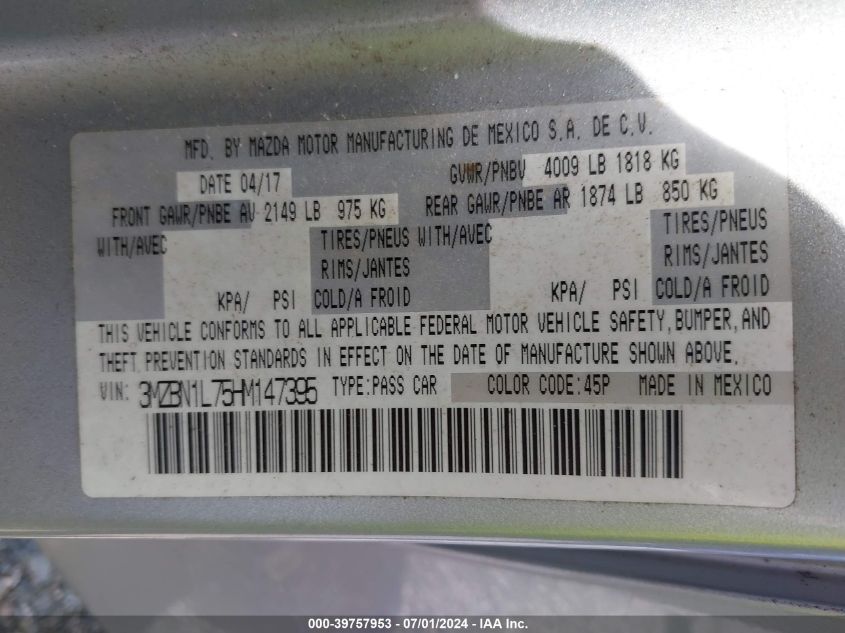 MFD. BY MAZDA MOTOR MANUFACTURING DE MEXICO S.A. DE C.V.
DATE 04/17 GVWR/PNBV 4009 LB 1818 KG
FRONT GAWR/PNBE AV 2149 LB 975 KG REAR GAWR/PNBE AR 1874 LB 850 KG
WITH/AVEC TIRES/PNEUS WITH/AVEC TIRES/PNEUS
RIMS/JANTES RIMS/JANTES
KPA/ PSI COLD/A FROID KPA/ PSI COLD/A FROID
THIS VEHICLE CONFORMS TO ALL APPLICABLE FEDERAL MOTOR VEHICLE SAFETY, BUMPER, AND
THEFT PREVENTION STANDARDS IN EFFECT ON THE DATE OF MANUFACTURE SHOWN ABOVE.
VIN: 3MZBN1L75HM147395 TYPE:PASS CAR COLOR CODE:45P MADE IN MEXICO
000-39757953 / 07/01/2024 - IAA Inc.